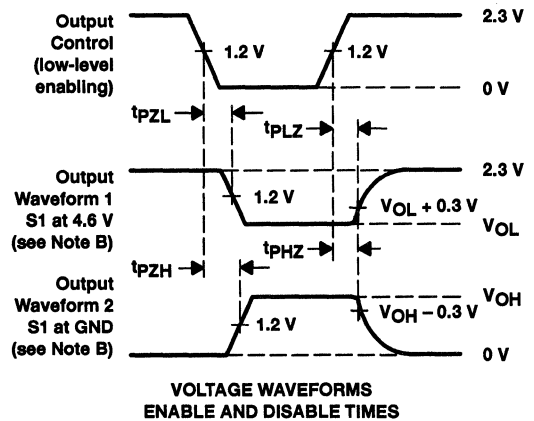 Output
Control
(low-level
enabling)
1.2 V
1.2 V
2.3 V
0 V
tPZL
tPLZ
Output
Waveform 1
S1 at 4.6 V
(see Note B)
1.2 V
2.3 V
VOL + 0.3 V
VOL
tPZH
tPHZ
Output
Waveform 2
S1 at GND
(see Note B)
1.2 V
VOH
VOH – 0.3 V
0 V
VOLTAGE WAVEFORMS
ENABLE AND DISABLE TIMES